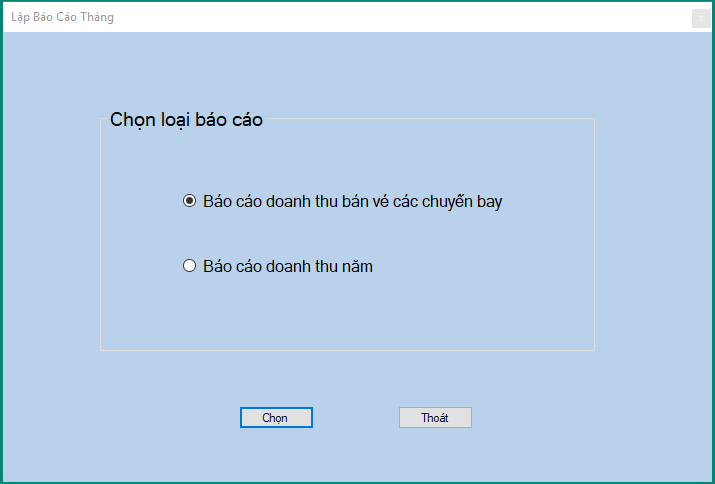 Lập Báo Cáo Tháng
Chọn loại báo cáo
Báo cáo doanh thu bán vé các chuyến bay
Báo cáo doanh thu năm
Chọn
Thoát